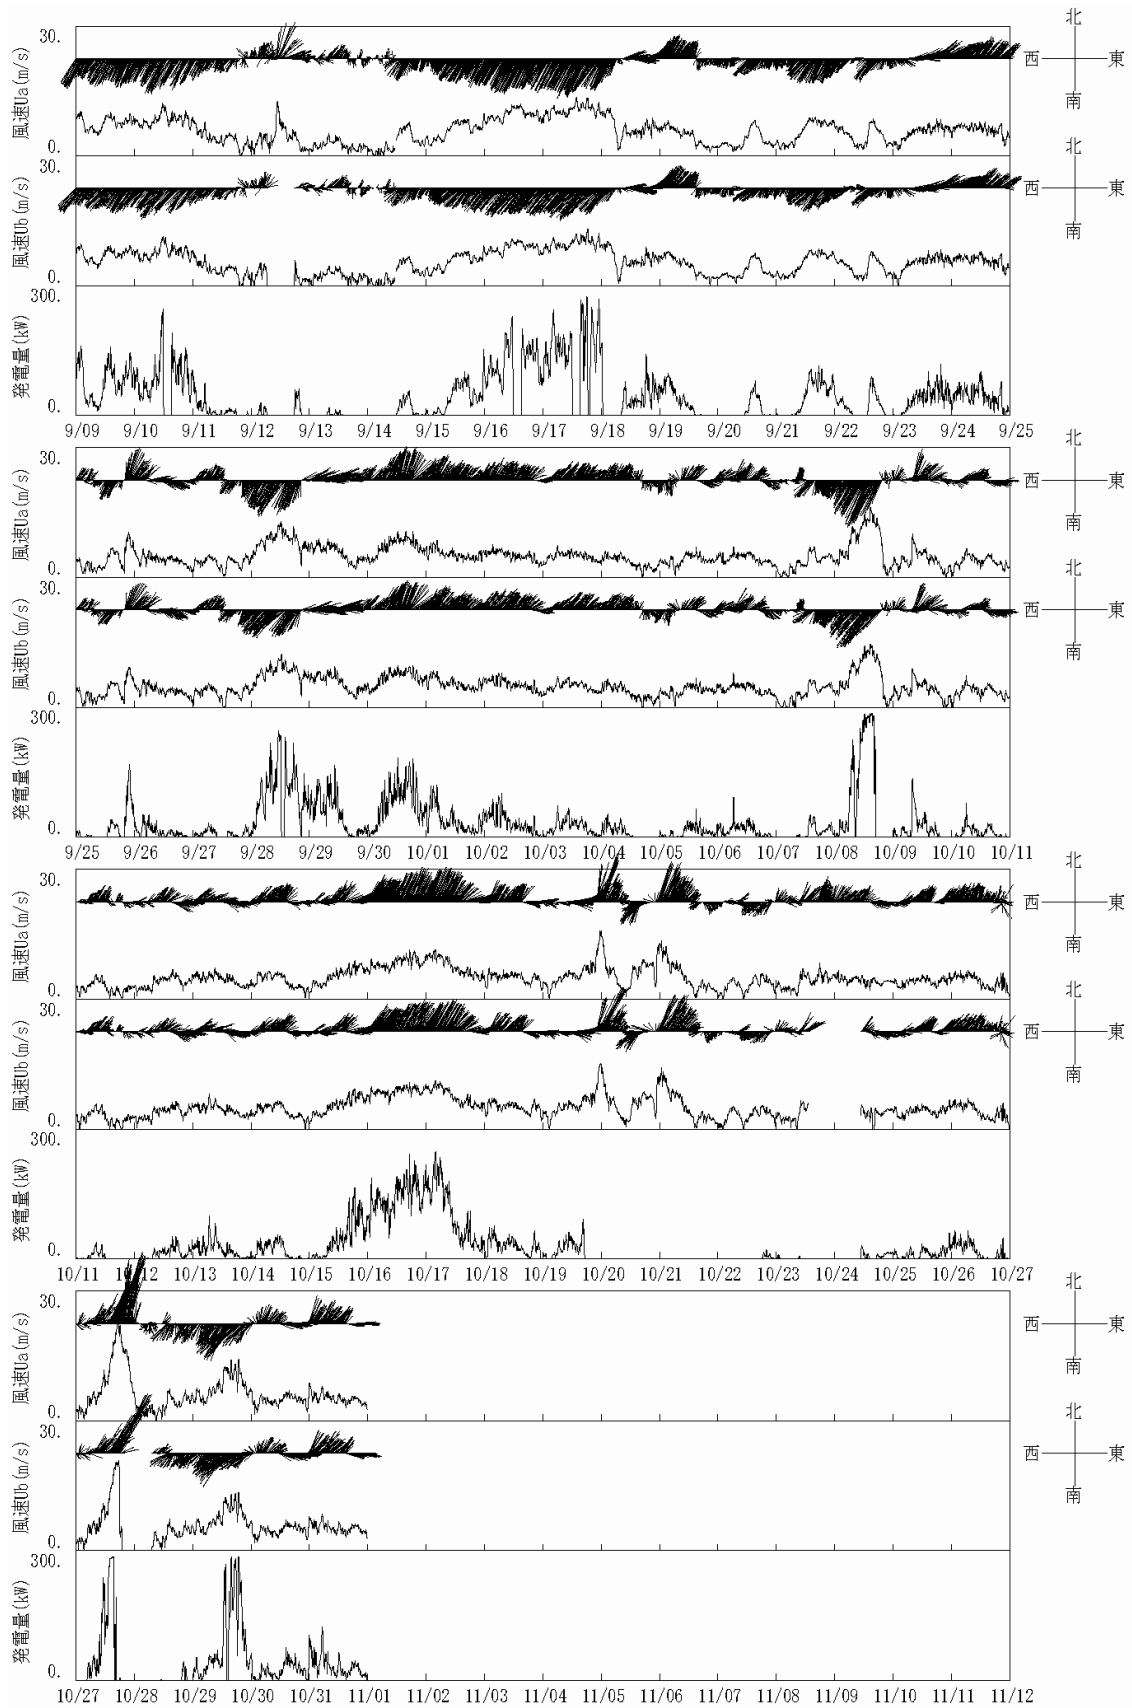 30.
風速Ua(m/s)
0.
30.
風速Ub(m/s)
0.
300.
発電量(kW)
0.
9/09 9/10 9/11 9/12 9/13 9/14 9/15 9/16 9/17 9/18 9/19 9/20 9/21 9/22 9/23 9/24 9/25
北
西 東
南
北
西 東
南
30.
風速Ua(m/s)
0.
30.
風速Ub(m/s)
0.
300.
発電量(kW)
0.
9/25 9/26 9/27 9/28 9/29 9/30 10/01 10/02 10/03 10/04 10/05 10/06 10/07 10/08 10/09 10/10 10/11
北
西 東
南
北
西 東
南
30.
風速Ua(m/s)
0.
30.
風速Ub(m/s)
0.
300.
発電量(kW)
0.
10/11 10/12 10/13 10/14 10/15 10/16 10/17 10/18 10/19 10/20 10/21 10/22 10/23 10/24 10/25 10/26 10/27
北
西 東
南
北
西 東
南
30.
風速Ua(m/s)
0.
30.
風速Ub(m/s)
0.
300.
発電量(kW)
0.
10/27 10/28 10/29 10/30 10/31 11/01 11/02 11/03 11/04 11/05 11/06 11/07 11/08 11/09 11/10 11/11 11/12
北
西 東
南
北
西 東
南